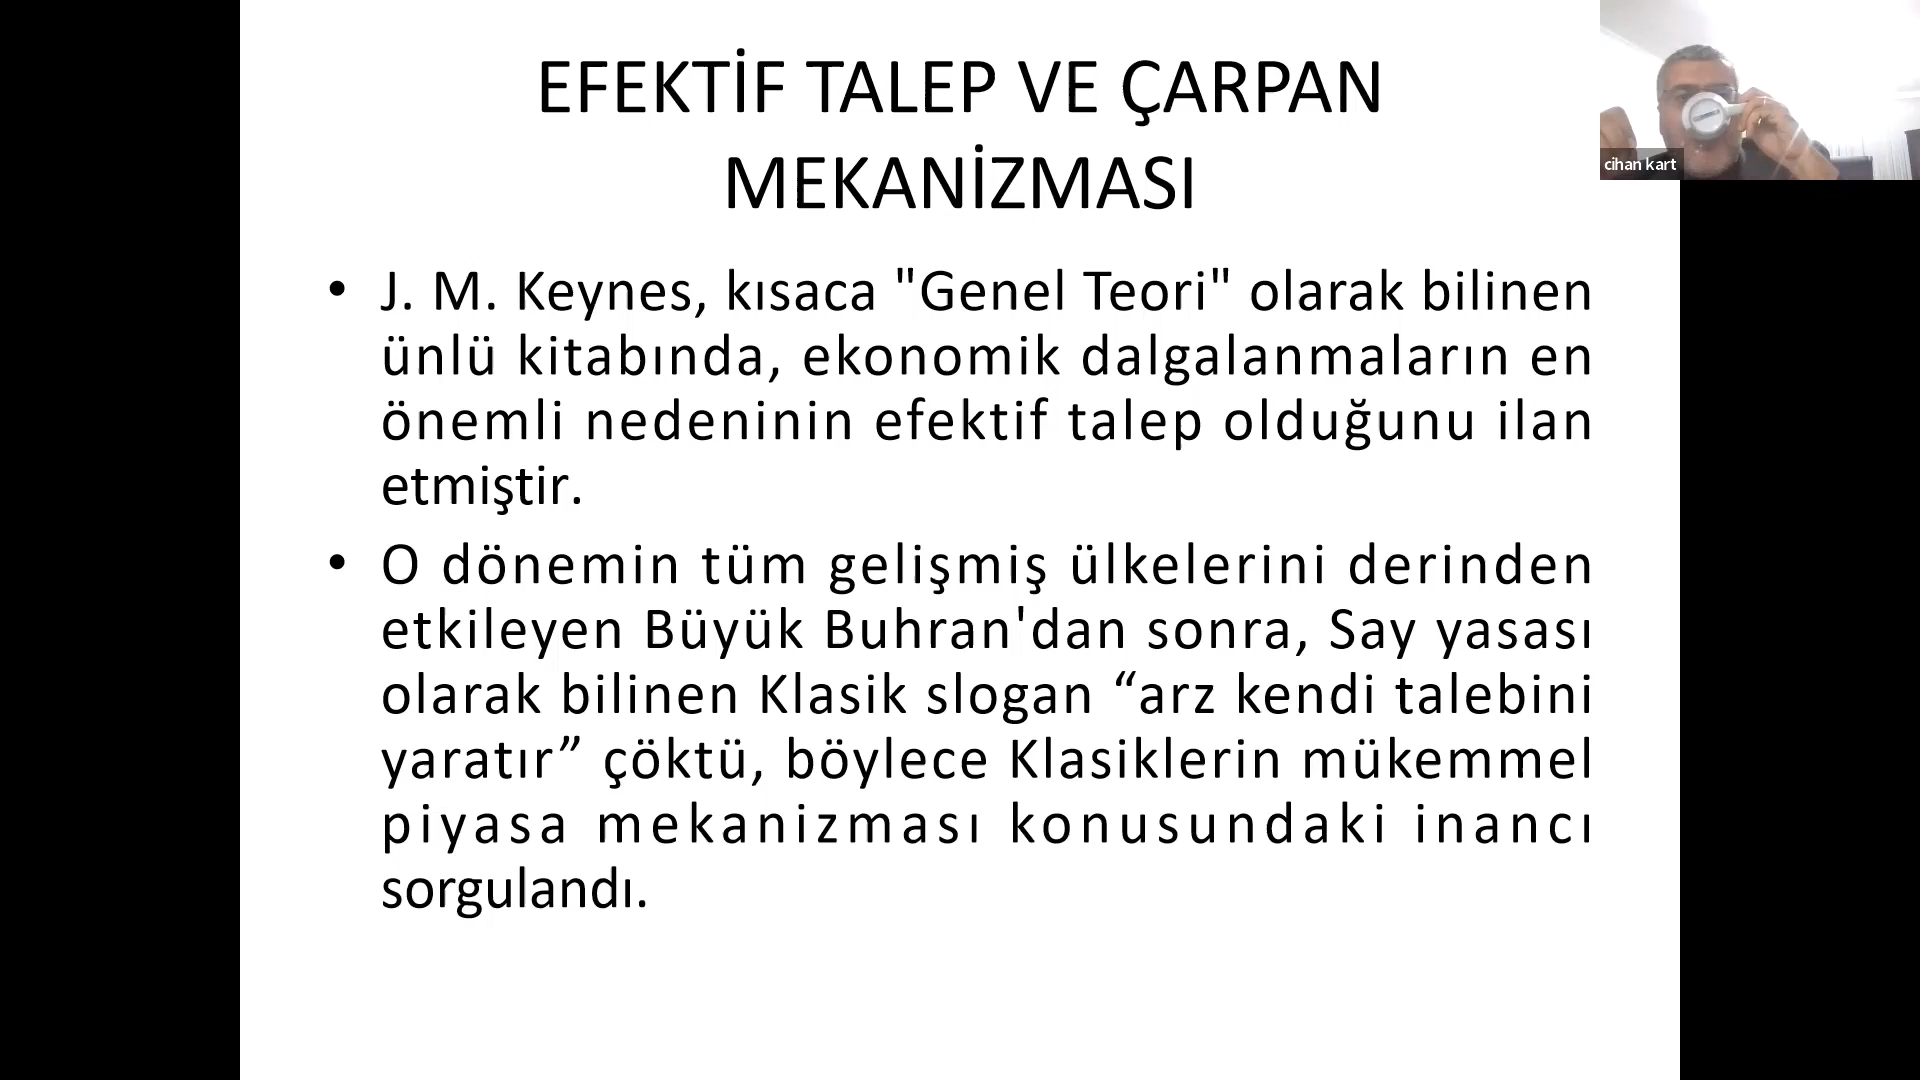 EFEKTİF TALEP VE ÇARPAN
MEKANİZMASI
cihan kart
• J. M. Keynes, kısaca "Genel Teori" olarak bilinen
ünlü kitabında, ekonomik dalgalanmaların en
önemli nedeninin efektif talep olduğunu ilan
etmiştir.
• O dönemin tüm gelişmiş ülkelerini derinden
etkileyen Büyük Buhran'dan sonra, Say yasası
olarak bilinen Klasik slogan “arz kendi talebini
yaratır” çöktü, böylece Klasiklerin mükemmel
piyasa mekanizması konusundaki inancı
sorgulandı.